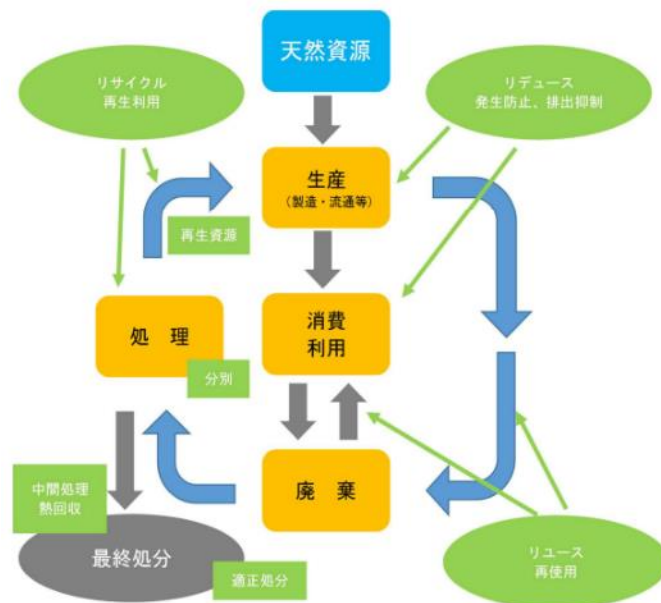 天然資源
リサイクル
再生利用
リデュース
発生防止、排出抑制
生産
（製造・流通等）
再生資源
処　理
分別
消費
利用
廃　棄
中間処理
熱回収
最終処分
適正処分
リユース
再使用